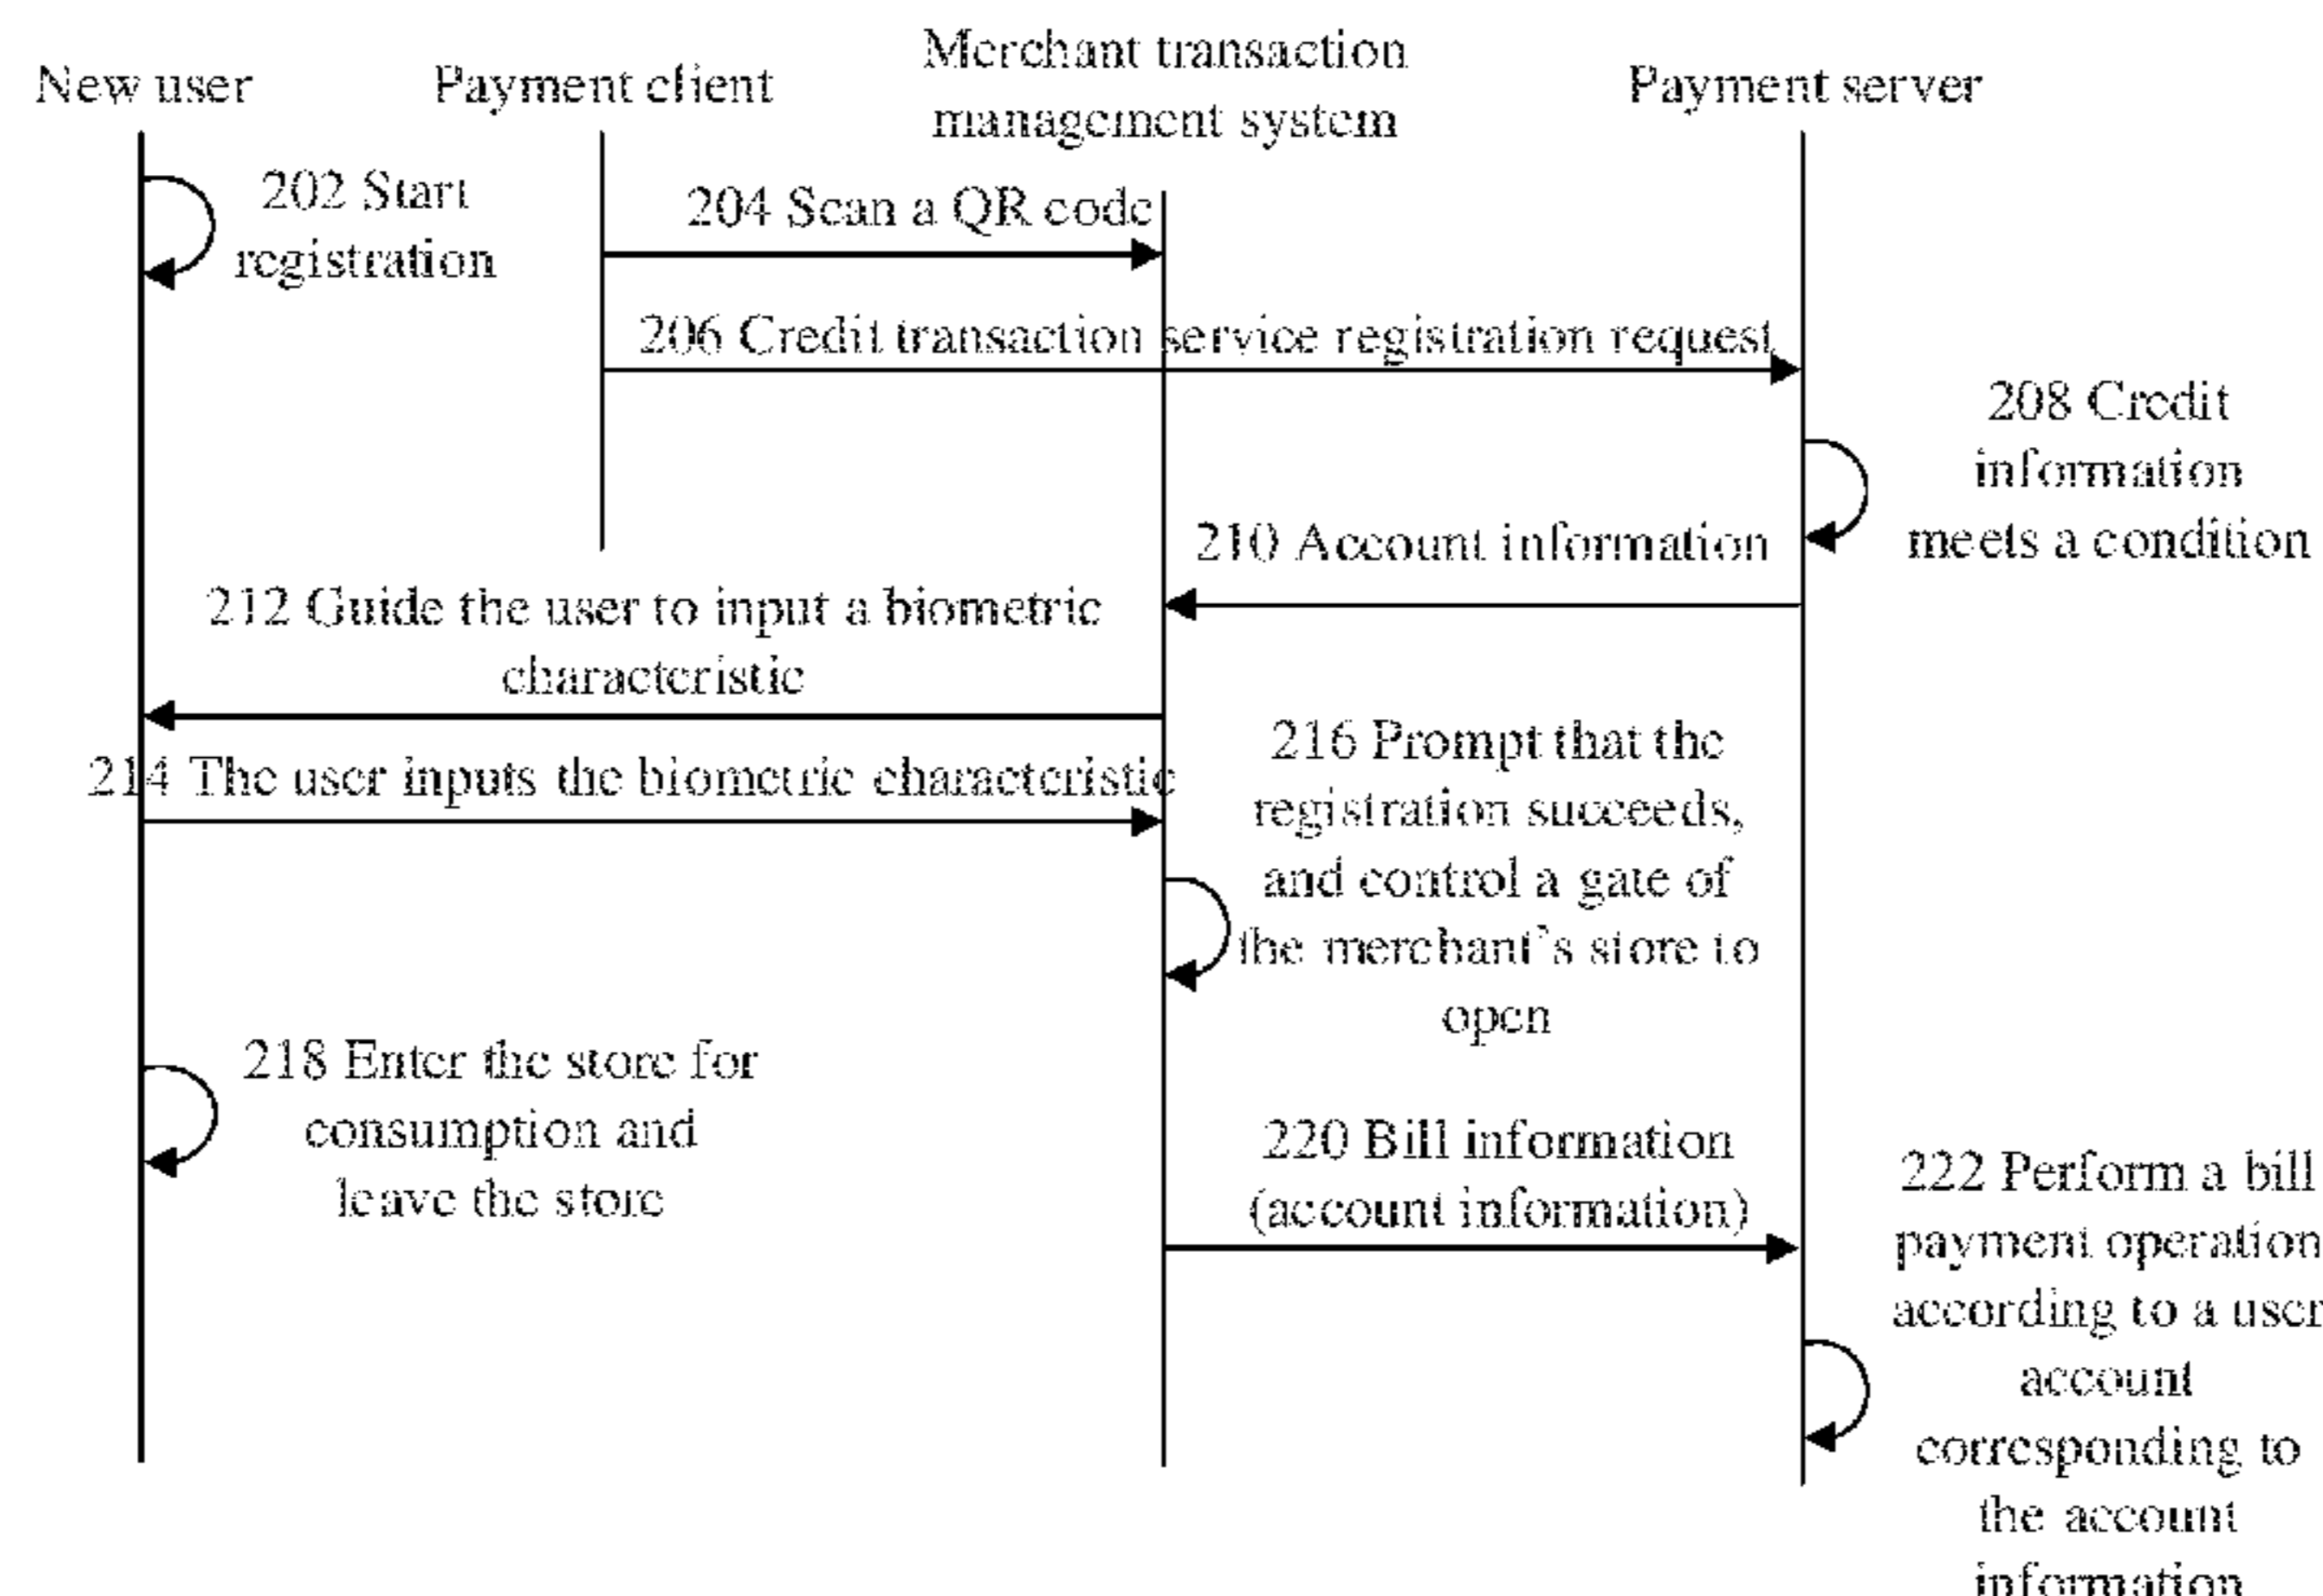 New user
Payment client
Merchant transaction
management system
Payment server
202 Start
registration
204 Scan a QR code
206 Credit transaction service registration request
208 Credit
information
meets a condition
210 Account information
212 Guide the user to input a biometric
characteristic
214 The user inputs the biometric characteristic
216 Prompt that the
registration succeeds,
and control a gate of
the merchant's store to
open
218 Enter the store for
consumption and
leave the store
220 Bill information
(account information)
222 Perform a bill
payment operation
according to a user
account
corresponding to
the account
information